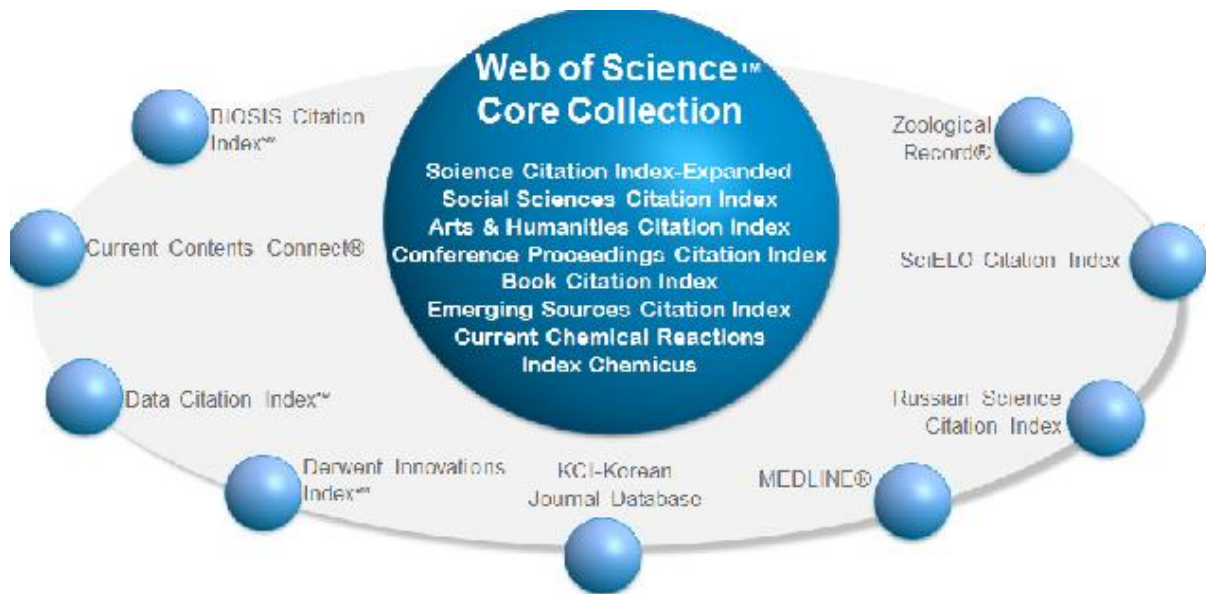 Web of Science™
Core Collection
Science Citation Index-Expanded
Social Sciences Citation Index
Arts & Humanities Citation Index
Conference Proceedings Citation Index
Book Citation Index
Emerging Sources Citation Index
Current Chemical Reactions
Index Chemicus
BIOSIS Citation
Index℠
Current Contents Connect®
Data Citation Index℠
Derwent Innovations
Index℠
KCI-Korean
Journal Database
MEDLINE®
Russian Science
Citation Index
SciELO Citation Index
Zoological
Record®